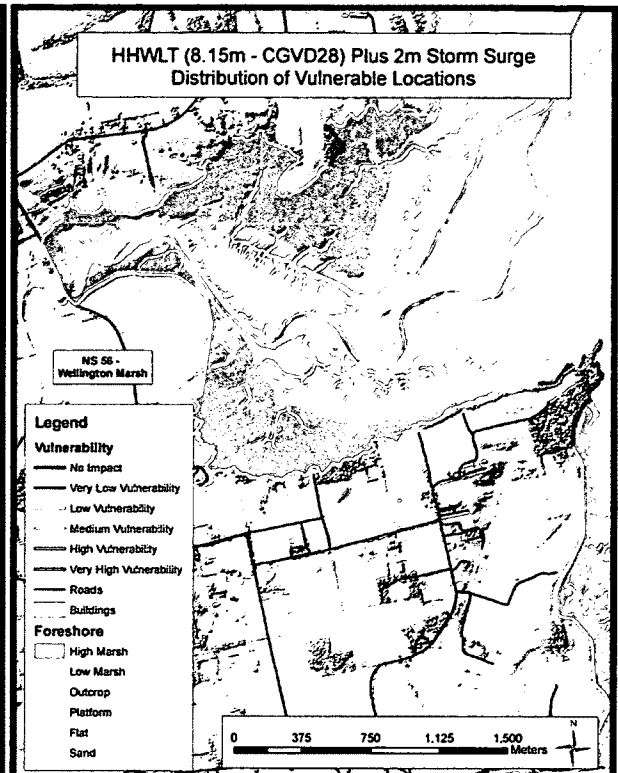 HHWLT (8.15m - CGVD28) Plus 2m Storm Surge
Distribution of Vulnerable Locations
NS 56 -
Wellington Marsh
Legend
Vulnerability
No Impact
Very Low Vulnerability
Low Vulnerability
Medium Vulnerability
High Vulnerability
Very High Vulnerability
Roads
Buildings
Foreshore
High Marsh
Low Marsh
Outcrop
Platform
Flat
Sand
0 375 750 1,125 1,500
Meters
N